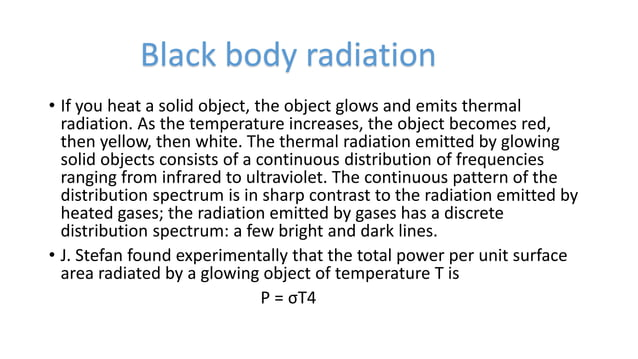 Black body radiation
• If you heat a solid object, the object glows and emits thermal
radiation. As the temperature increases, the object becomes red,
then yellow, then white. The thermal radiation emitted by glowing
solid objects consists of a continuous distribution of frequencies
ranging from infrared to ultraviolet. The continuous pattern of the
distribution spectrum is in sharp contrast to the radiation emitted by
heated gases; the radiation emitted by gases has a discrete
distribution spectrum: a few bright and dark lines.
• J. Stefan found experimentally that the total power per unit surface
area radiated by a glowing object of temperature T is
P = σT4